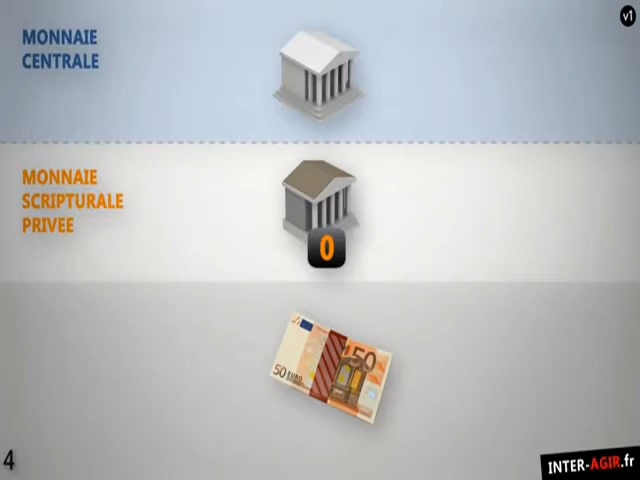 v1
MONNAIE
CENTRALE
MONNAIE
SCRIPTURALE
PRIVEE
0
50
50 EURO
4
INTER-AGIR.fr